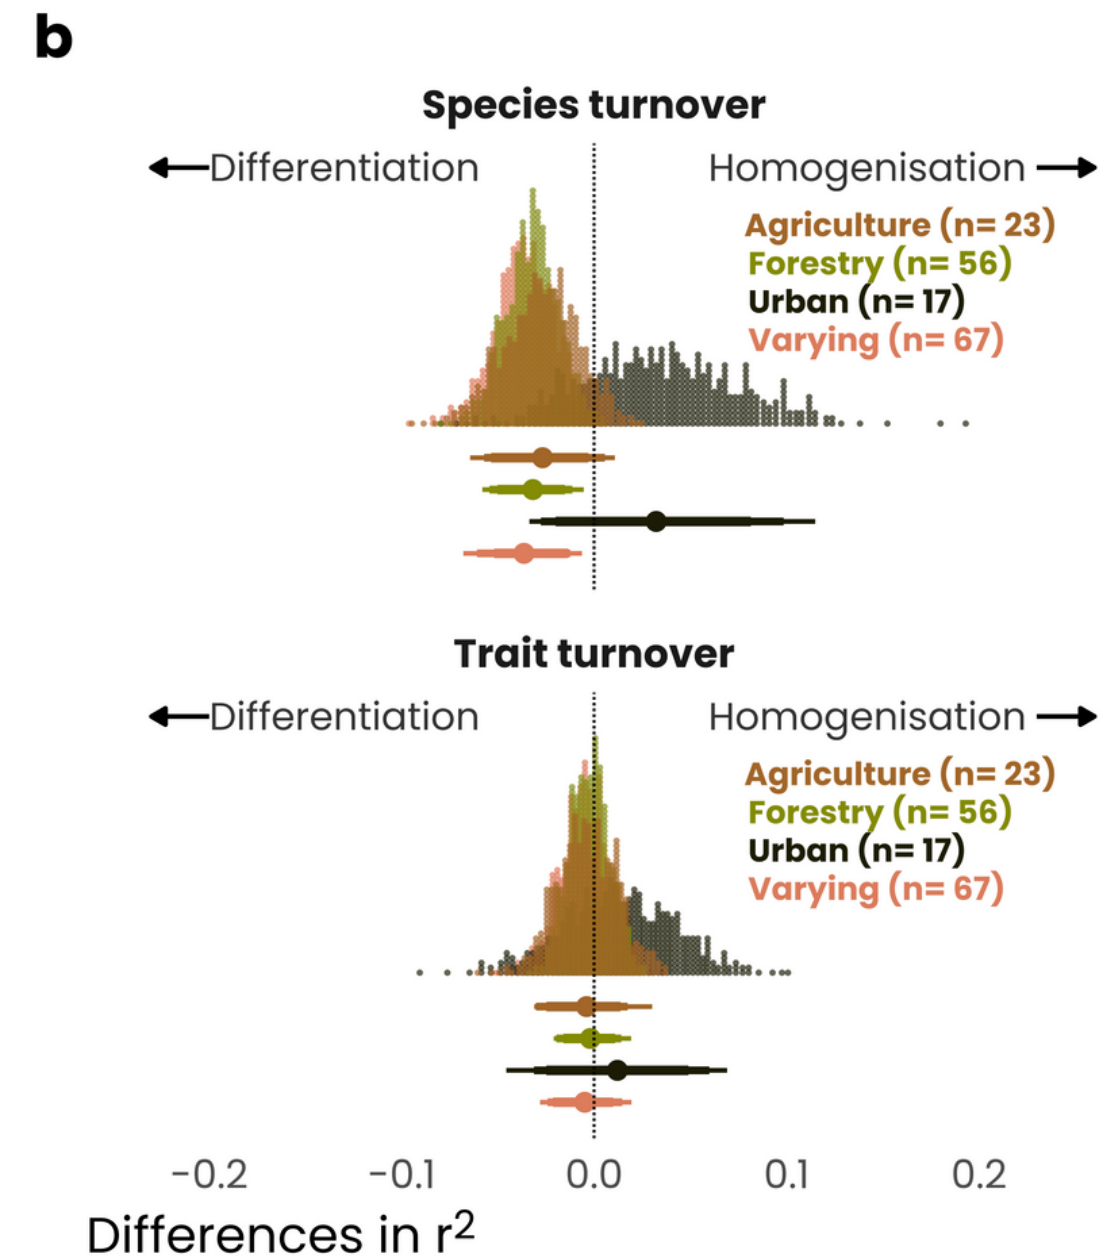 b
Species turnover
Differentiation Homogenisation
Agriculture (n= 23)
Forestry (n= 56)
Urban (n= 17)
Varying (n= 67)
Trait turnover
Differentiation Homogenisation
Agriculture (n= 23)
Forestry (n= 56)
Urban (n= 17)
Varying (n= 67)
−0.2 −0.1 0.0 0.1 0.2
Differences in r²